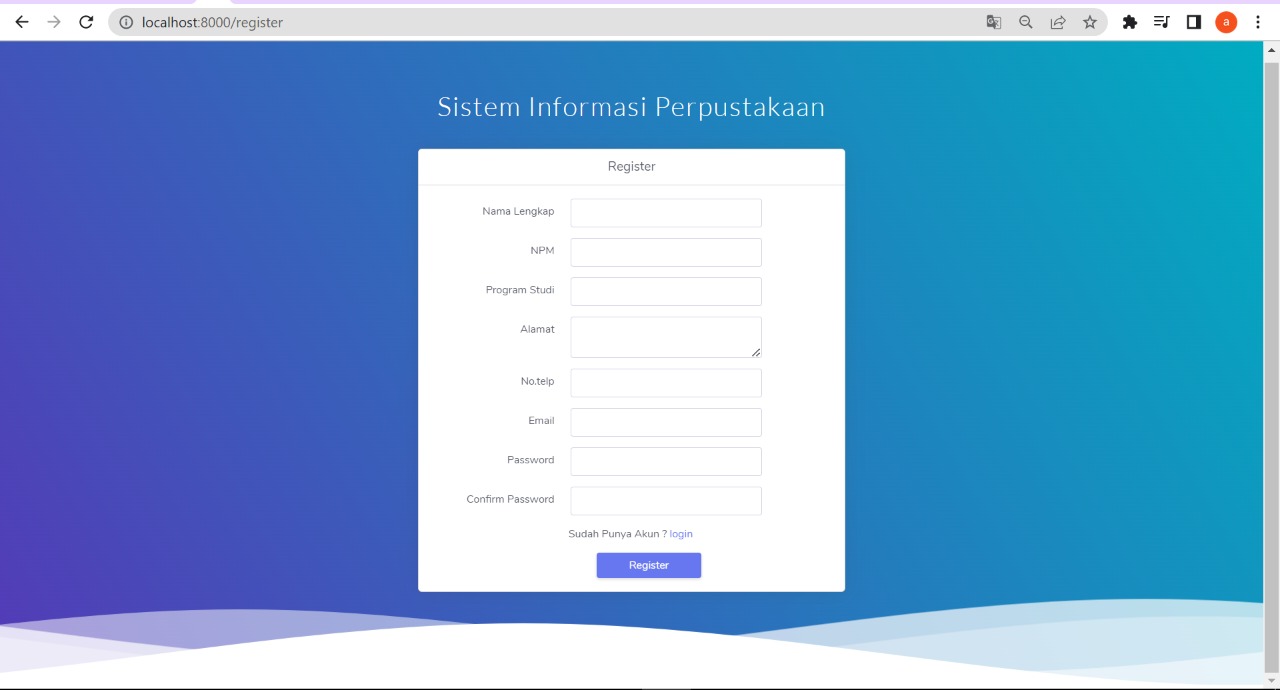 localhost:8000/register
a
Sistem Informasi Perpustakaan
Register
Nama Lengkap
NPM
Program Studi
Alamat
No.telp
Email
Password
Confirm Password
Sudah Punya Akun ? login
Register